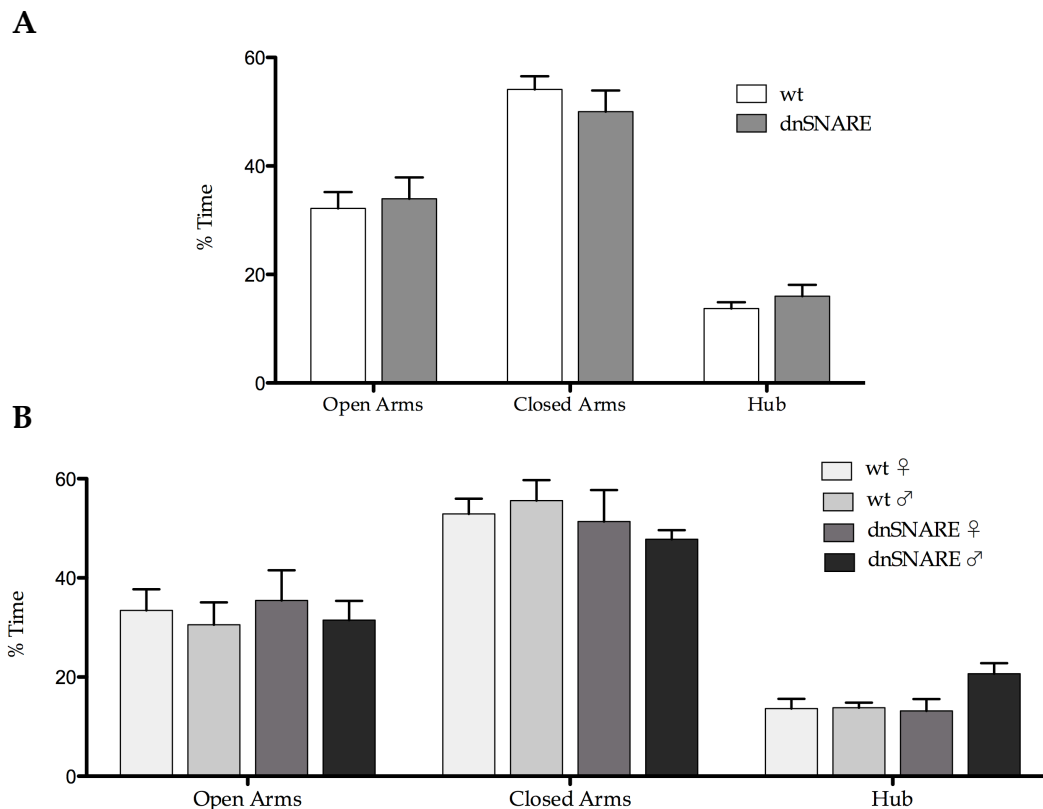 A
60
40
20
0
% Time
wt
dnSNARE
Open Arms
Closed Arms
Hub
B
60
40
20
0
% Time
wt ♀
wt ♂
dnSNARE ♀
dnSNARE ♂
Open Arms
Closed Arms
Hub